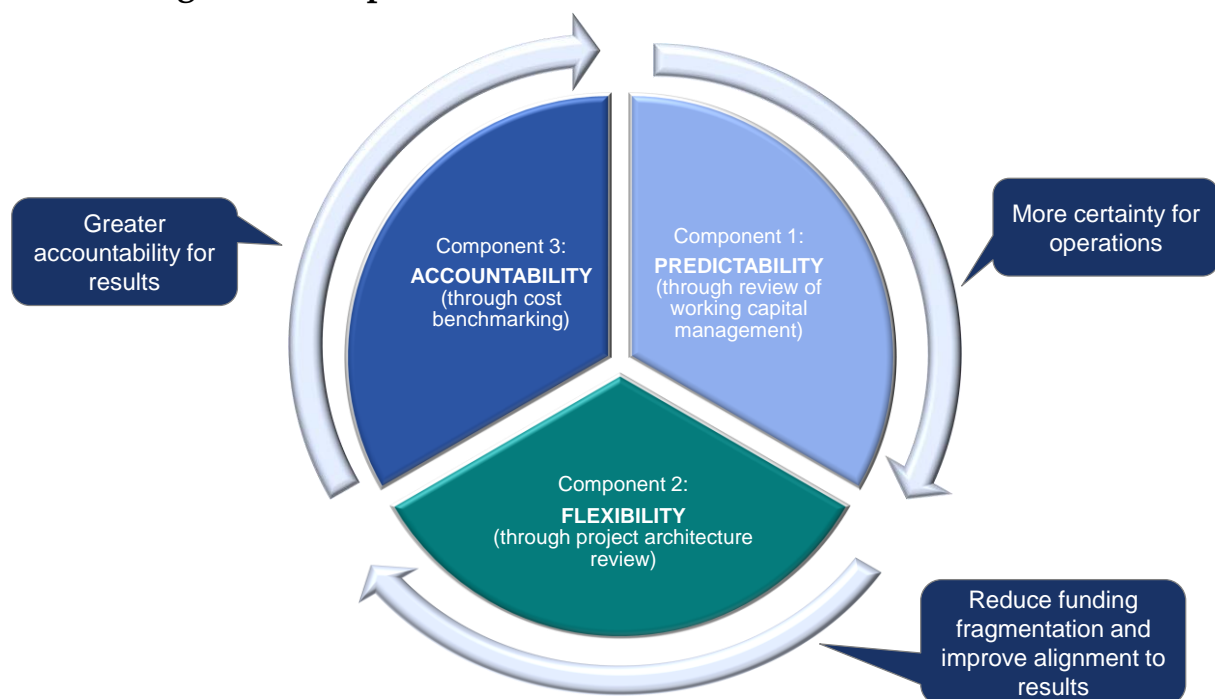 Component 1:
PREDICTABILITY
(through review of
working capital
management)
More certainty for
operations
Component 2:
FLEXIBILITY
(through project architecture
review)
Reduce funding
fragmentation and
improve alignment to
results
Component 3:
ACCOUNTABILITY
(through cost
benchmarking)
Greater
accountability for
results